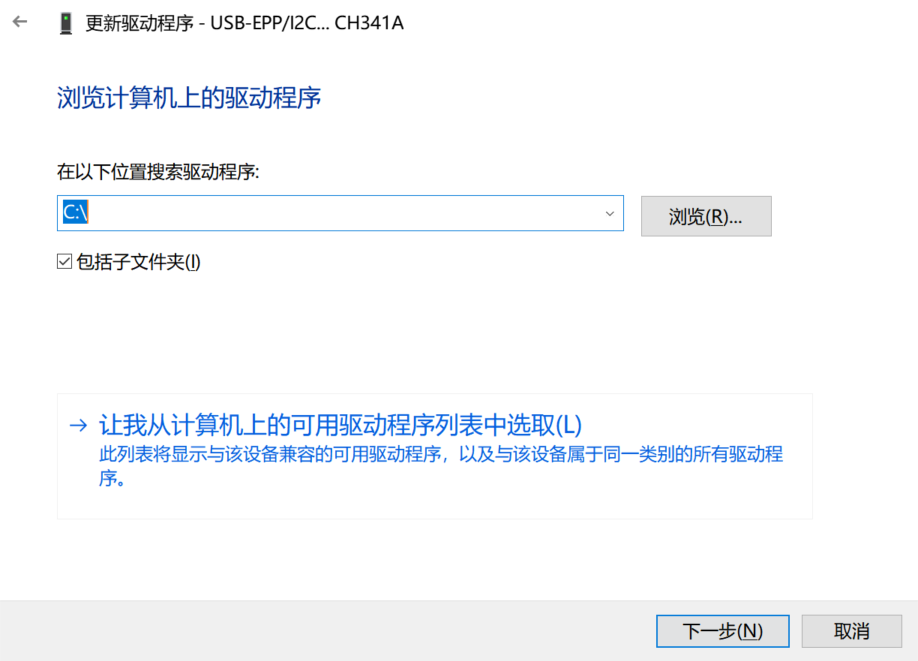 更新驱动程序 - USB-EPP/I2C... CH341A
浏览计算机上的驱动程序
在以下位置搜索驱动程序:
C:\
浏览(R)...
包括子文件夹(I)
让我从计算机上的可用驱动程序列表中选取(L)
此列表将显示与该设备兼容的可用驱动程序，以及与该设备属于同一类别的所有驱动程
序。
下一步(N)
取消